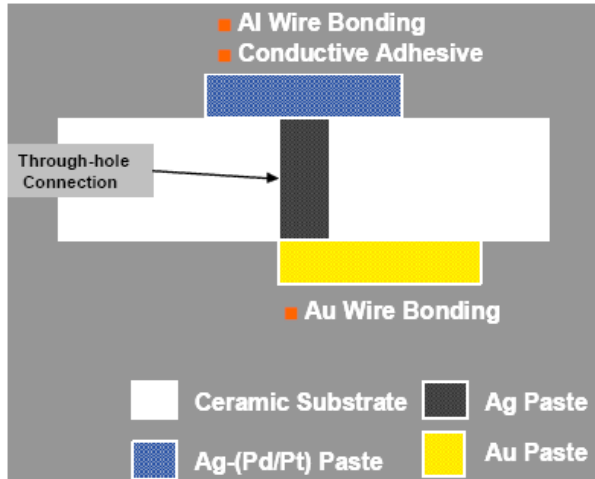 Al Wire Bonding
Conductive Adhesive
Through-hole
Connection
Au Wire Bonding
Ceramic Substrate
Ag Paste
Ag-(Pd/Pt) Paste
Au Paste